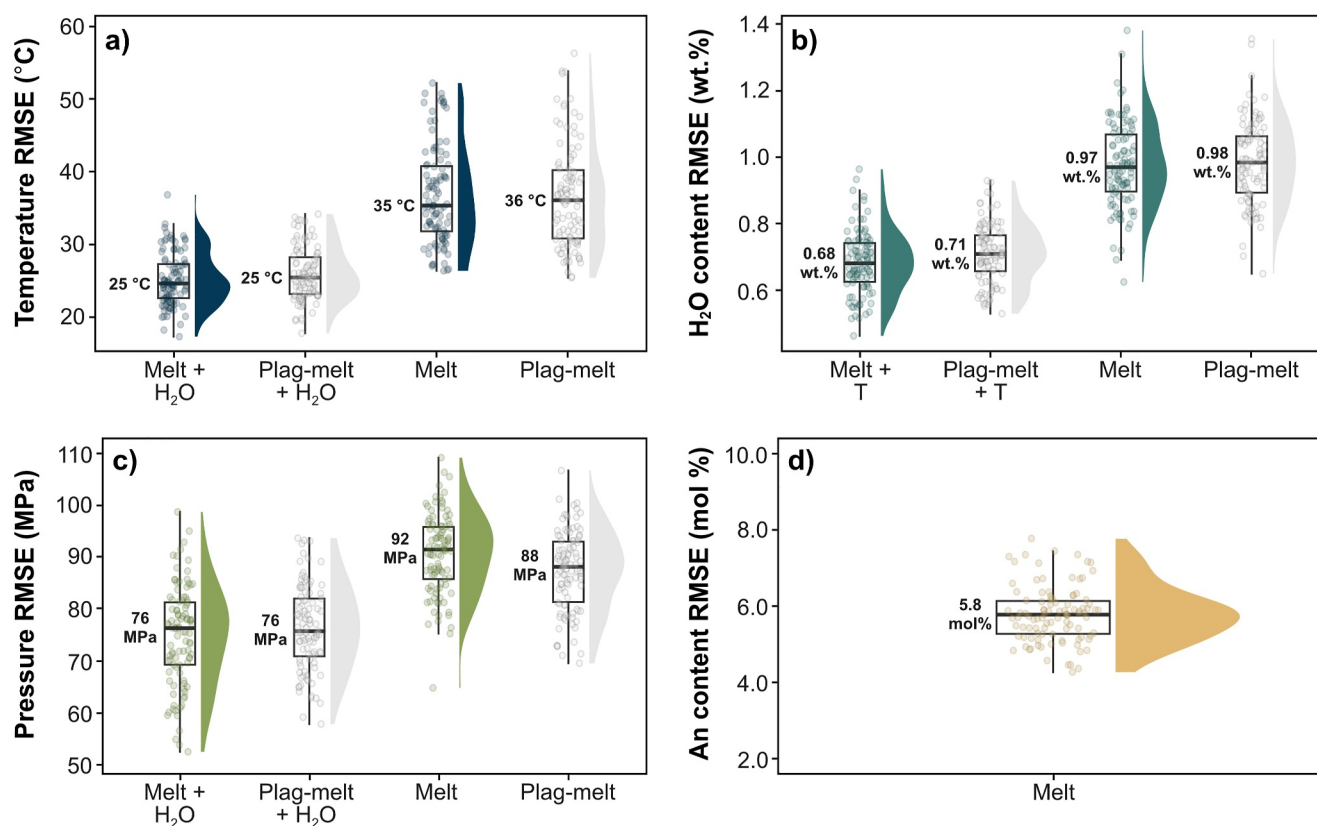 a)
Temperature RMSE (°C)
60
50
40
30
20
25 °C
25 °C
35 °C
36 °C
Melt +
H₂O
Plag-melt
+ H₂O
Melt
Plag-melt
b)
H₂O content RMSE (wt.%)
1.4
1.2
1.0
0.8
0.6
0.68
wt.%
0.71
wt.%
0.97
wt.%
0.98
wt.%
Melt +
T
Plag-melt
+ T
Melt
Plag-melt
c)
Pressure RMSE (MPa)
110
100
90
80
70
60
50
76
MPa
76
MPa
92
MPa
88
MPa
Melt +
H₂O
Plag-melt
+ H₂O
Melt
Plag-melt
d)
An content RMSE (mol %)
10.0
8.0
6.0
4.0
2.0
5.8
mol%
Melt